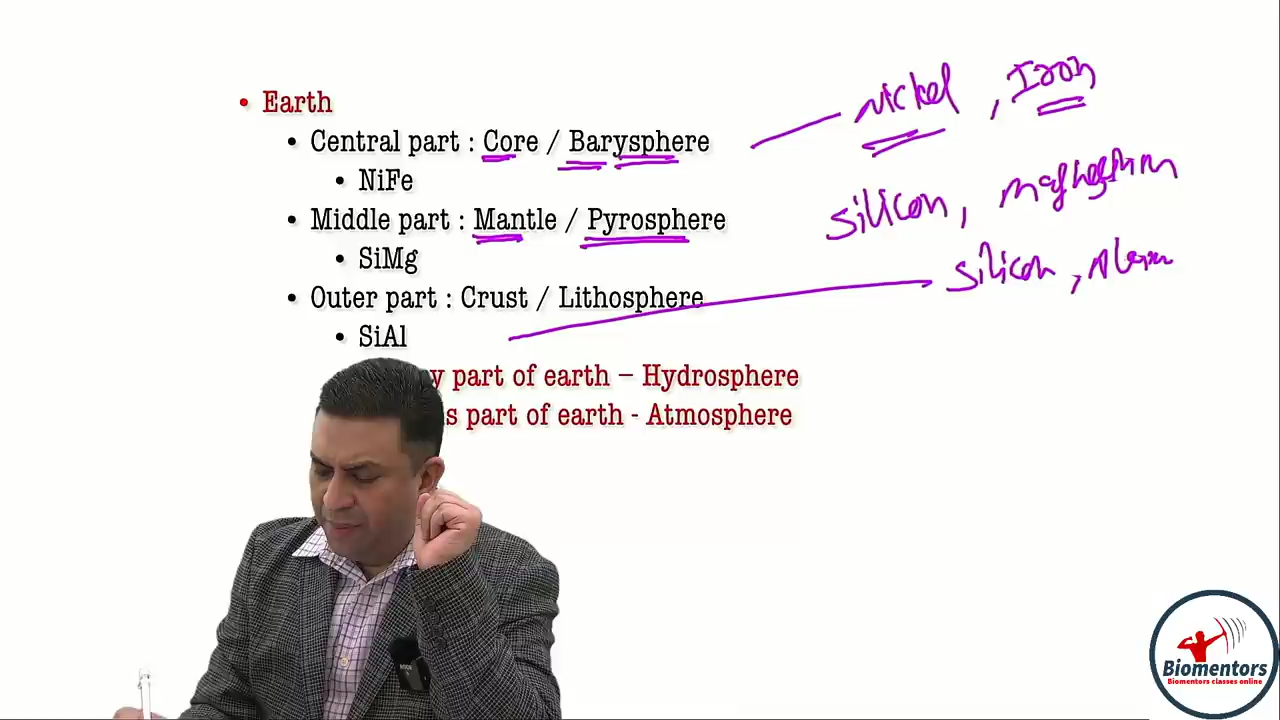 • Earth
• Central part : Core / Barysphere
• NiFe
• Middle part : Mantle / Pyrosphere
• SiMg
• Outer part : Crust / Lithosphere
• SiAl
y part of earth – Hydrosphere
s part of earth - Atmosphere
Nickel , Iron
Silicon, magnesium
Silicon ,
Biomentors
Biomentors classes online